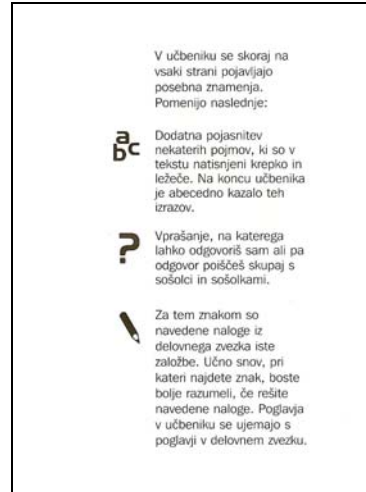 V učbeniku se skoraj na
vsaki strani pojavljajo
posebna znamenja.
Pomenijo naslednje:
abc
Dodatna pojasnitev
nekaterih pojmov, ki so v
tekstu natisnjeni krepko in
ležeče. Na koncu učbenika
je abecedno kazalo teh
izrazov.
?
Vprašanje, na katerega
lahko odgovoriš sam ali pa
odgovor poiščeš skupaj s
sošolci in sošolkami.
Za tem znakom so
navedene naloge iz
delovnega zvezka iste
založbe. Učno snov, pri
kateri najdete znak, boste
bolje razumeli, če rešite
navedene naloge. Poglavja
v učbeniku se ujemajo s
poglavji v delovnem zvezku.